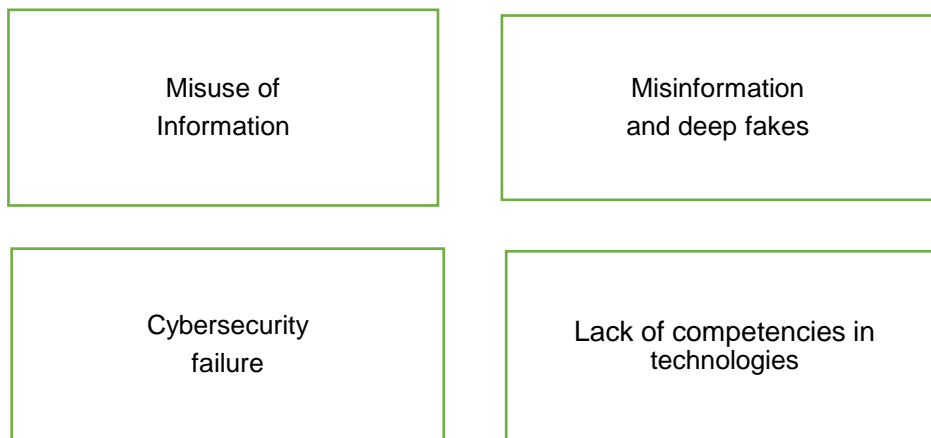 Misuse of
Information
Misinformation
and deep fakes
Cybersecurity
failure
Lack of competencies in
technologies